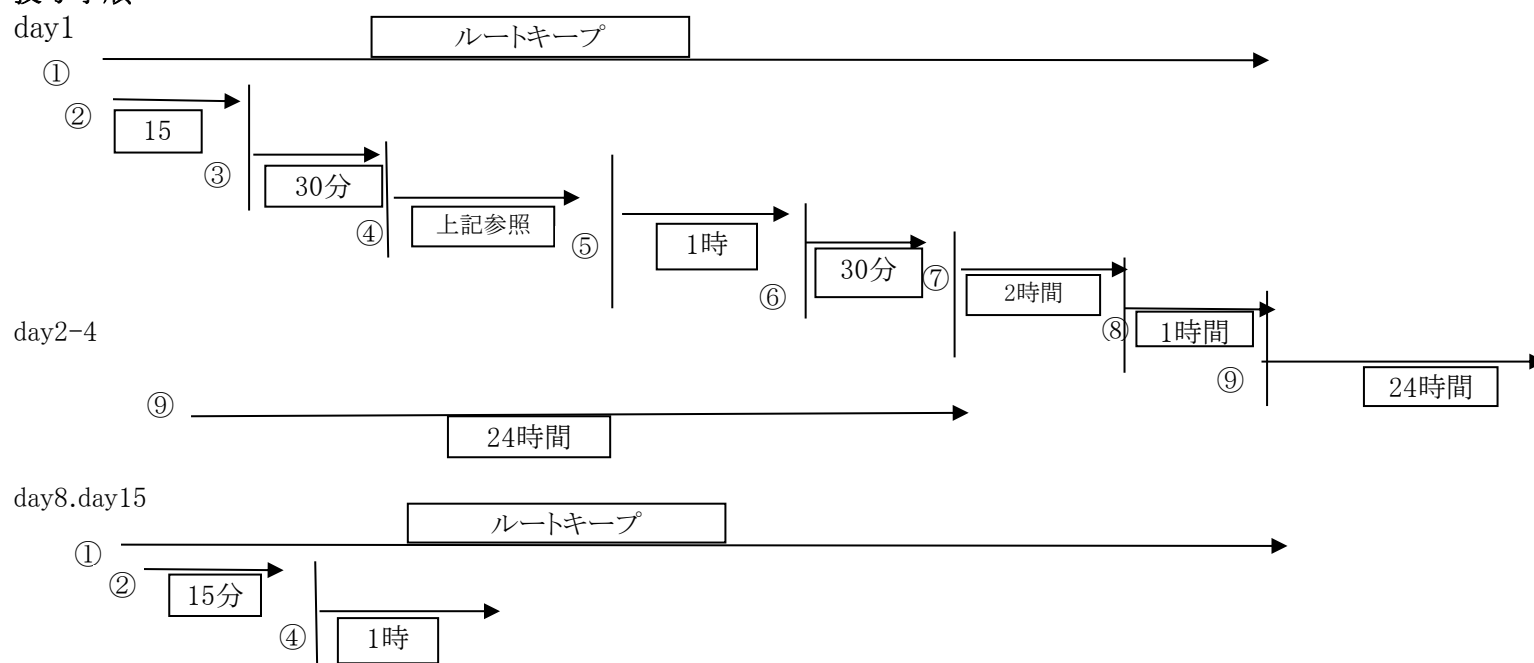 day1
ルートキープ
①
②
15
③
30分
④
上記参照
⑤
1時
⑥
30分
⑦
2時間
⑧
1時間
⑨
24時間
day2-4
⑨
24時間
day8.day15
ルートキープ
①
②
15分
④
1時